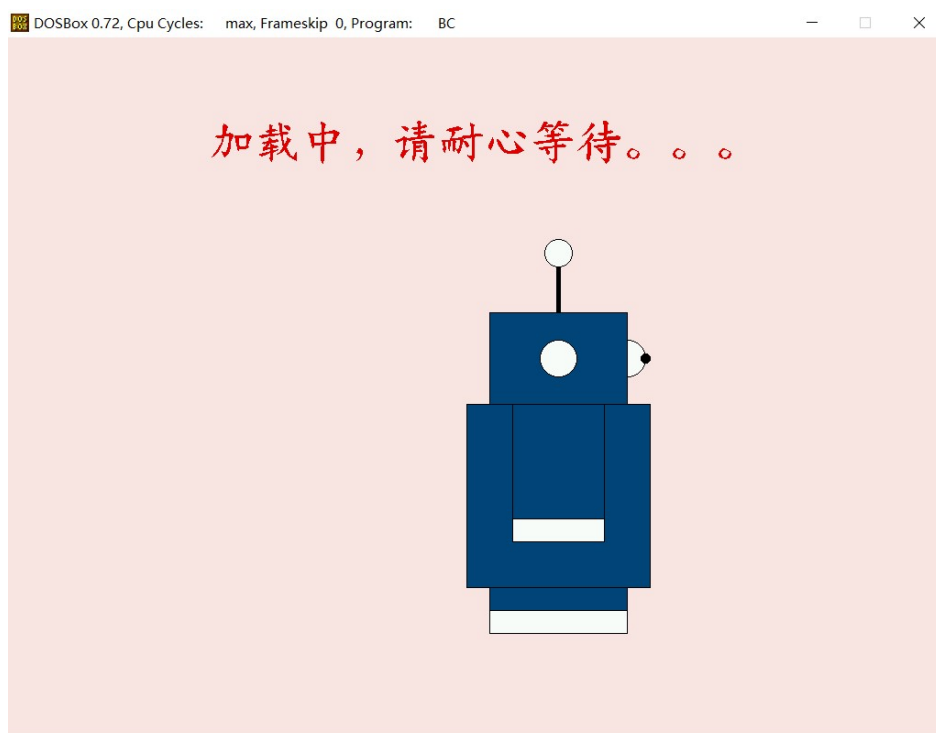 DOSBox 0.72, Cpu Cycles: max, Frameskip 0, Program: BC
加载中，请耐心等待。。。